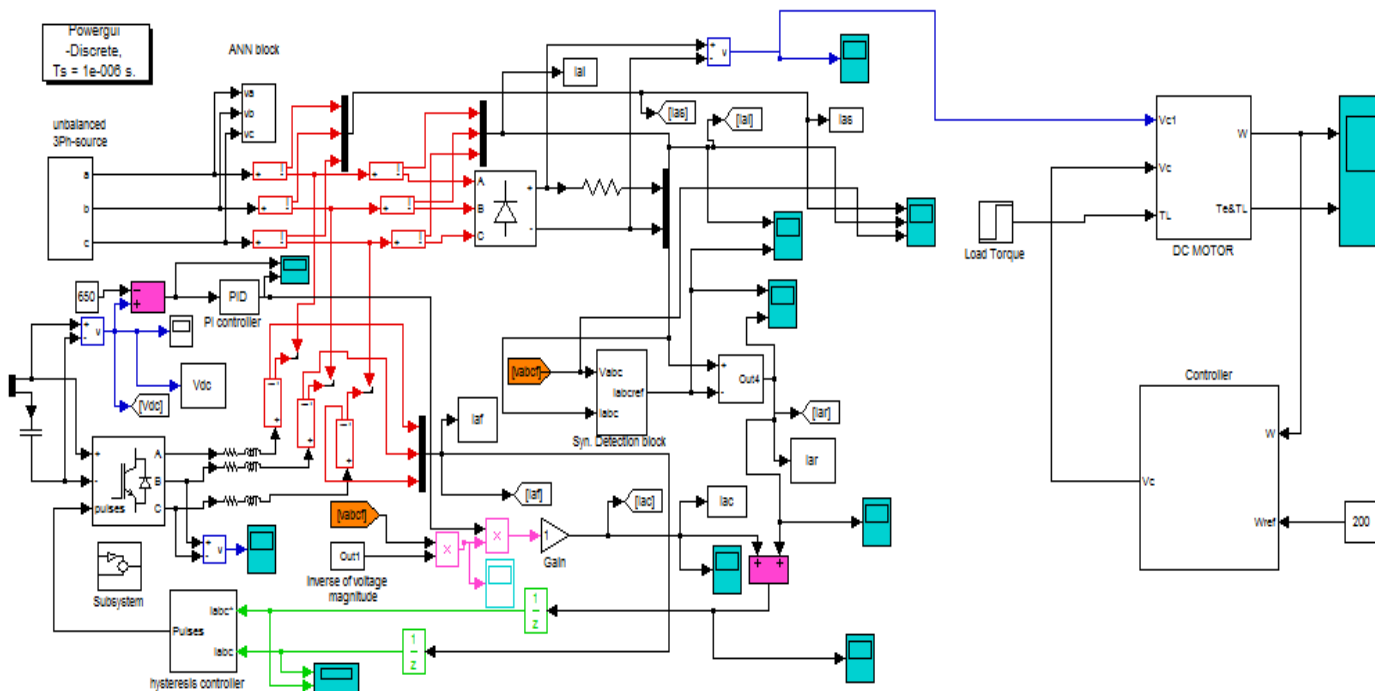 Powergui
-Discrete,
Ts = 1e-006 s.
ANN block
va
vb
vc
unbalanced
3Ph-source
a
b
c
+
-
v
Ial
[Ias]
[Ial]
Ias
A
B
C
+
-
Vc1
Vc
TL
W
Te&TL
DC MOTOR
Load Torque
650
PID
PI controller
+
-
v
Vdc
[Vdc]
[vabcf]
Vabc
Iabc
Iabcref
Syn. Detection block
+
-
Out4
[Iar]
Iar
Controller
W
Vc
Wref
200
+
-
pulses
A
B
C
Iaf
[Iaf]
[vabcf]
Out1
Inverse of voltage
magnitude
X
X
1
Gain
[Iac]
Iac
+
+
+
-
v
Subsystem
Pulses
Iabc*
Iabc
hysteresis controller
1
z
1
z